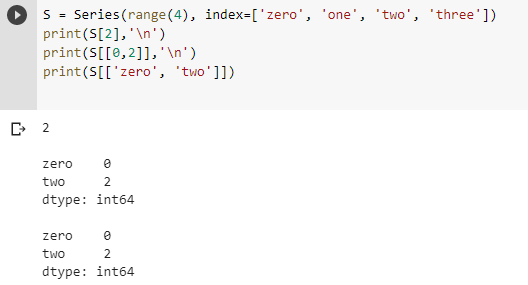 S = Series(range(4), index=['zero', 'one', 'two', 'three'])
print(S[2],'\n')
print(S[[0,2]],'\n')
print(S[['zero', 'two']])
2
zero    0
two     2
dtype: int64
zero    0
two     2
dtype: int64